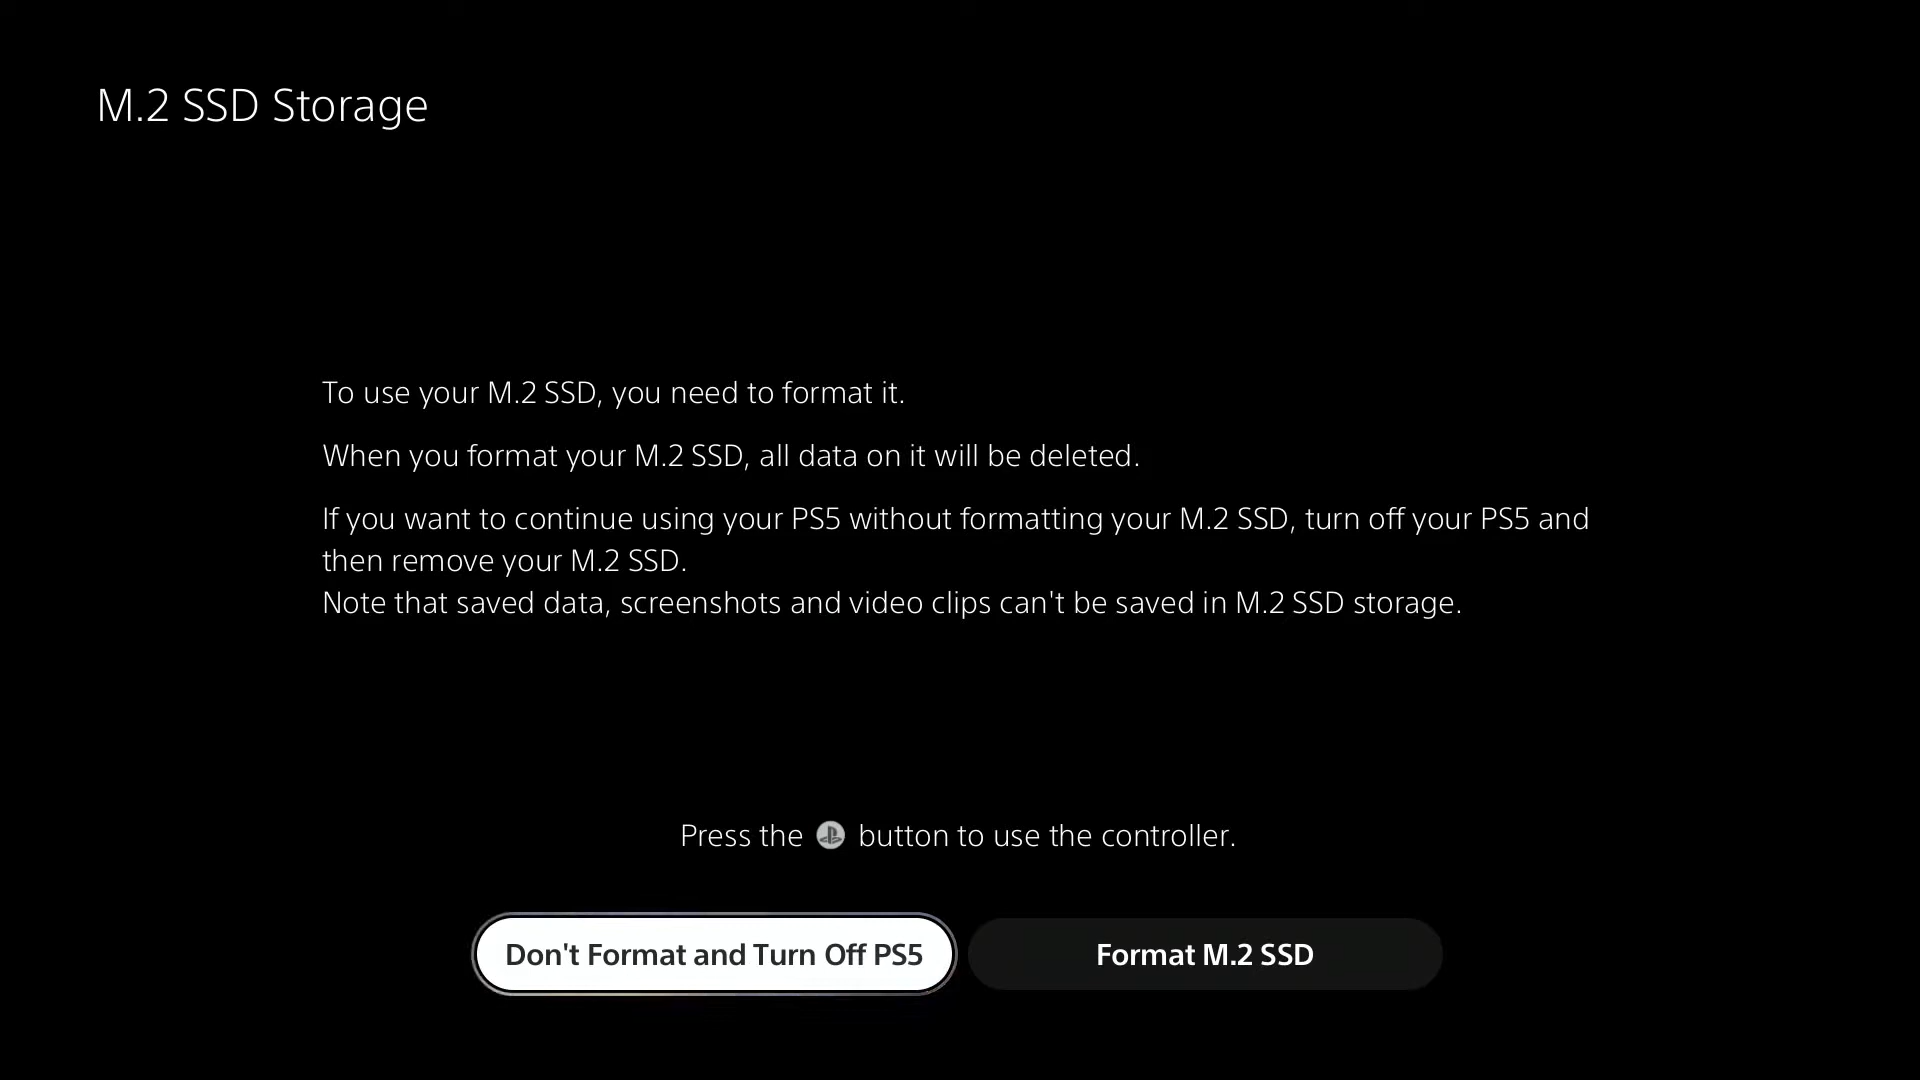 M.2 SSD Storage
To use your M.2 SSD, you need to format it.
When you format your M.2 SSD, all data on it will be deleted.
If you want to continue using your PS5 without formatting your M.2 SSD, turn off your PS5 and
then remove your M.2 SSD.
Note that saved data, screenshots and video clips can't be saved in M.2 SSD storage.
Press the button to use the controller.
Don't Format and Turn Off PS5
Format M.2 SSD